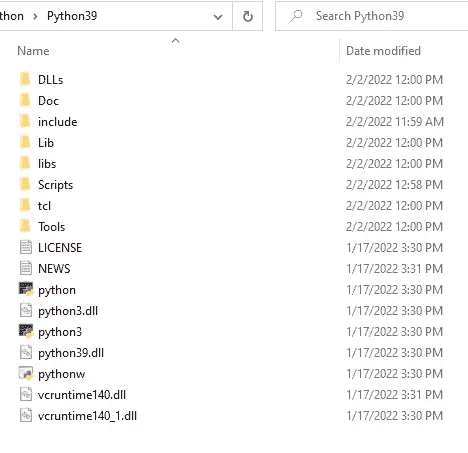 thon > Python39
Search Python39
Name Date modified
DLLs 2/2/2022 12:00 PM
Doc 2/2/2022 12:00 PM
include 2/2/2022 11:59 AM
Lib 2/2/2022 12:00 PM
libs 2/2/2022 12:00 PM
Scripts 2/2/2022 12:58 PM
tcl 2/2/2022 12:00 PM
Tools 2/2/2022 12:00 PM
LICENSE 1/17/2022 3:30 PM
NEWS 1/17/2022 3:31 PM
python 1/17/2022 3:30 PM
python3.dll 1/17/2022 3:30 PM
python3 1/17/2022 3:30 PM
python39.dll 1/17/2022 3:30 PM
pythonw 1/17/2022 3:30 PM
vcruntime140.dll 1/17/2022 3:31 PM
vcruntime140_1.dll 1/17/2022 3:30 PM